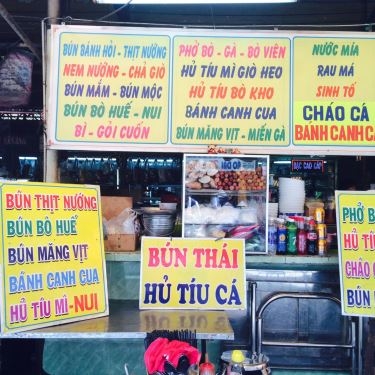 BÚN BÁNH HỎI - THỊT NƯỚNG
NEM NƯỚNG - CHẢ GIÒ
BÚN MẮM - BÚN MỘC
BÚN BÒ HUẾ - NUI
BÌ - GỎI CUỐN
PHỞ BÒ - GÀ - BÒ VIÊN
HỦ TÍU MÌ GIÒ HEO
HỦ TÍU BÒ KHO
BÁNH CANH CUA
BÚN MĂNG VỊT - MIẾN GÀ
NƯỚC MÍA
RAU MÁ
SINH TỐ
CHÁO CÁ
BÁNH CANH
BÚN THỊT NƯỚNG
BÚN BÒ HUẾ
BÚN MĂNG VỊT
BÁNH CANH CUA
HỦ TÍU MÌ - NUI
BÚN THÁI
HỦ TÍU CÁ
PHỞ
HỦ TÍU
CHÁO
BÚN